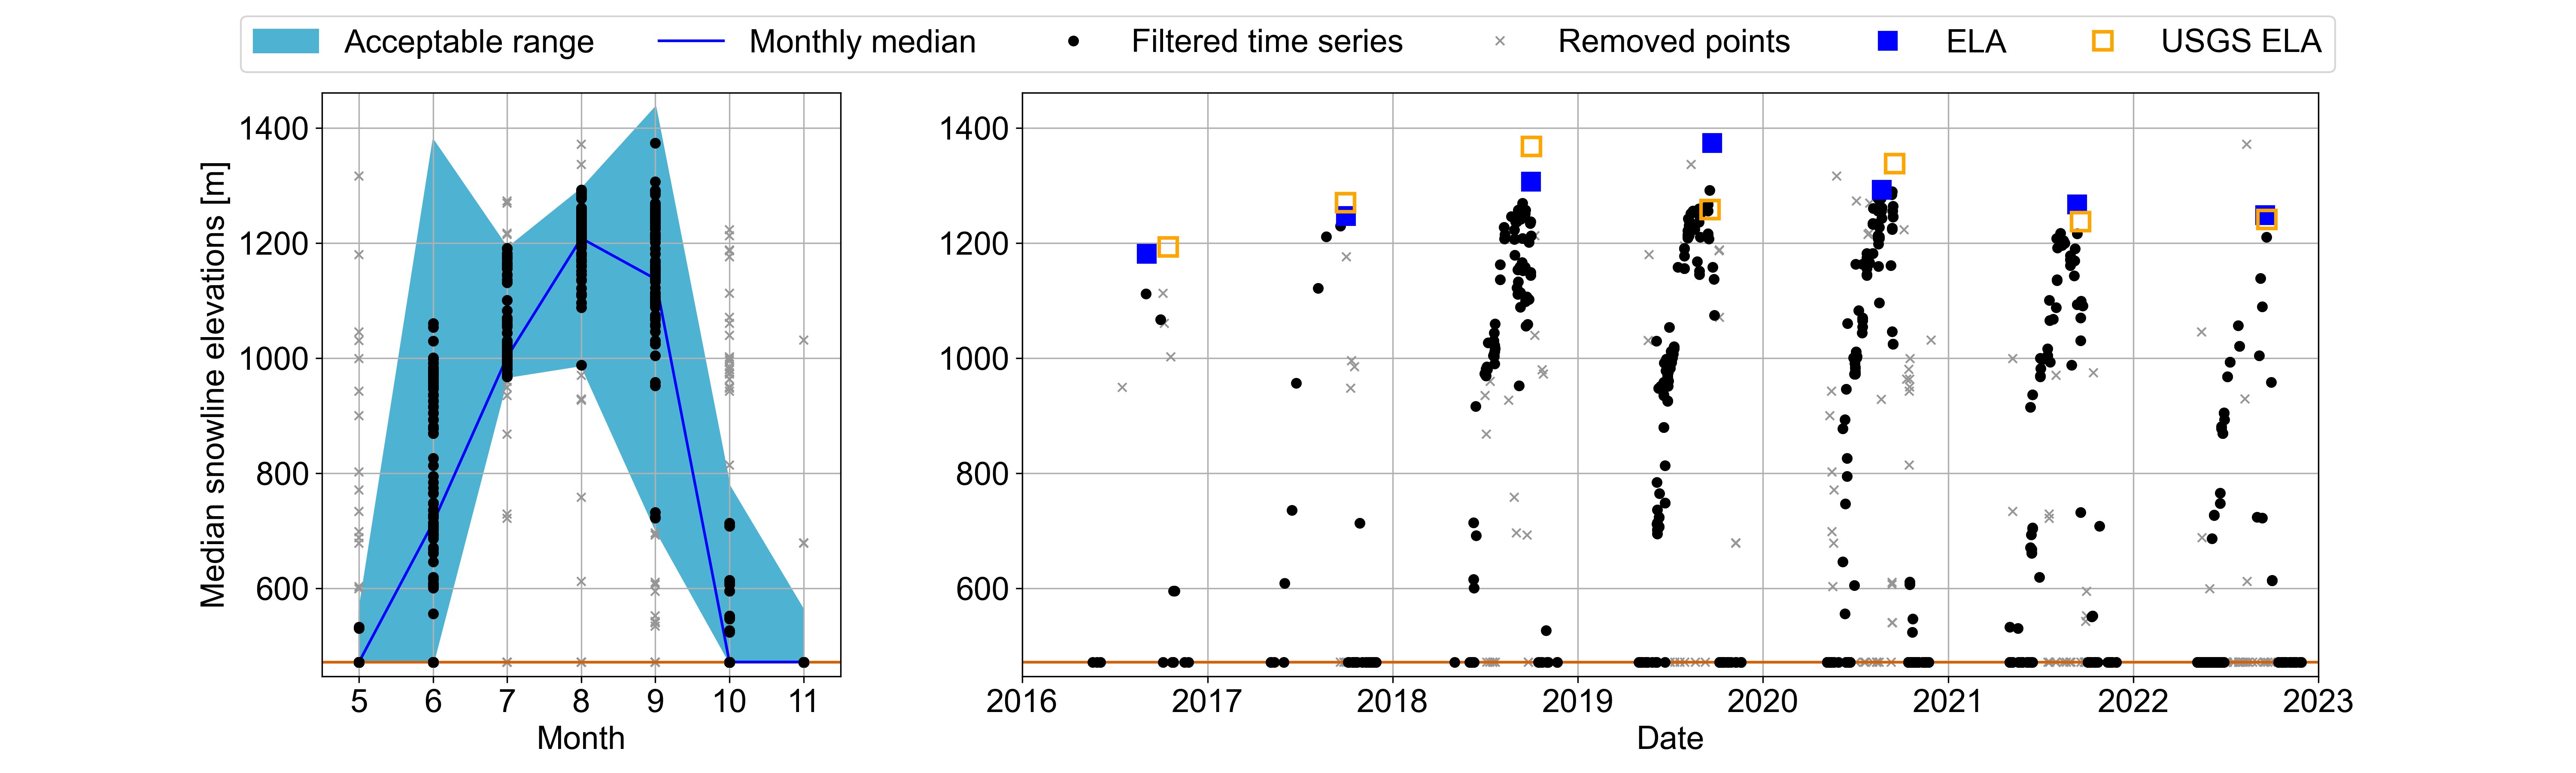 Acceptable range Monthly median Filtered time series Removed points ELA USGS ELA
Median snowline elevations [m]
1400
1200
1000
800
600
5 6 7 8 9 10 11
Month
1400
1200
1000
800
600
2016 2017 2018 2019 2020 2021 2022 2023
Date